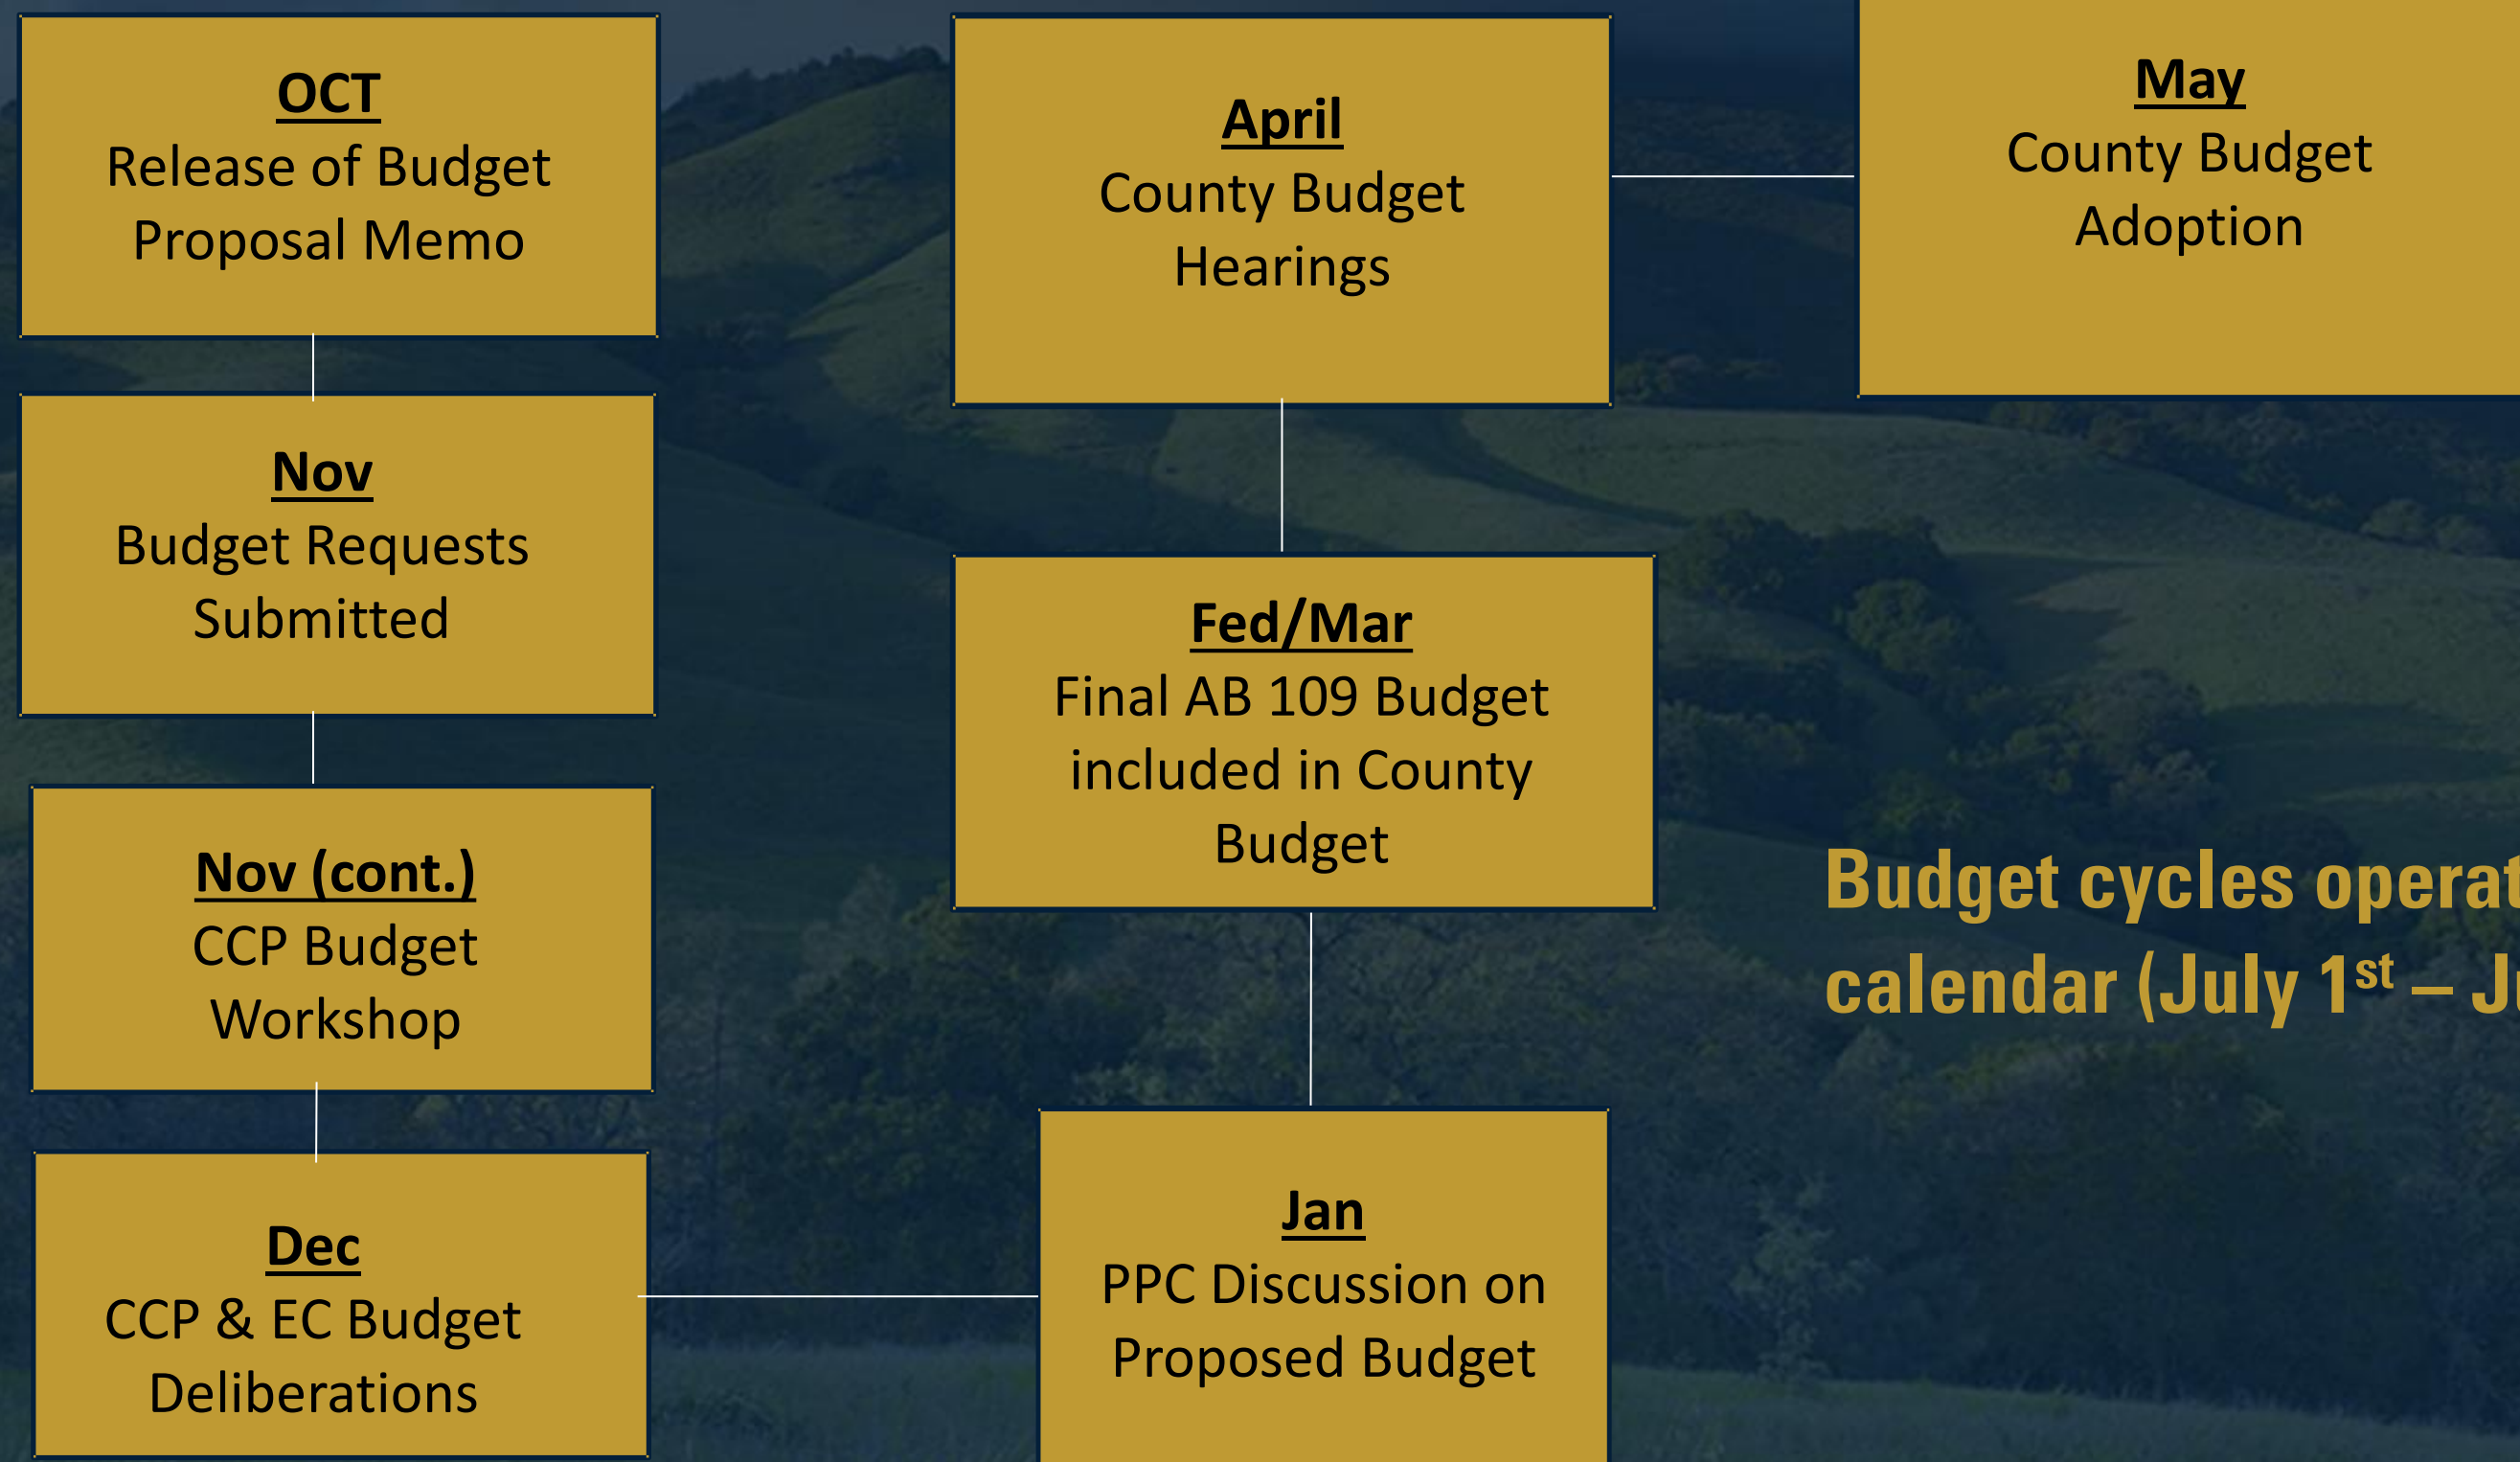 OCT
Release of Budget
Proposal Memo
Nov
Budget Requests
Submitted
Nov (cont.)
CCP Budget
Workshop
Dec
CCP & EC Budget
Deliberations
Jan
PPC Discussion on
Proposed Budget
Fed/Mar
Final AB 109 Budget
included in County
Budget
April
County Budget
Hearings
May
County Budget
Adoption
Budget cycles
calendar (July 1st –